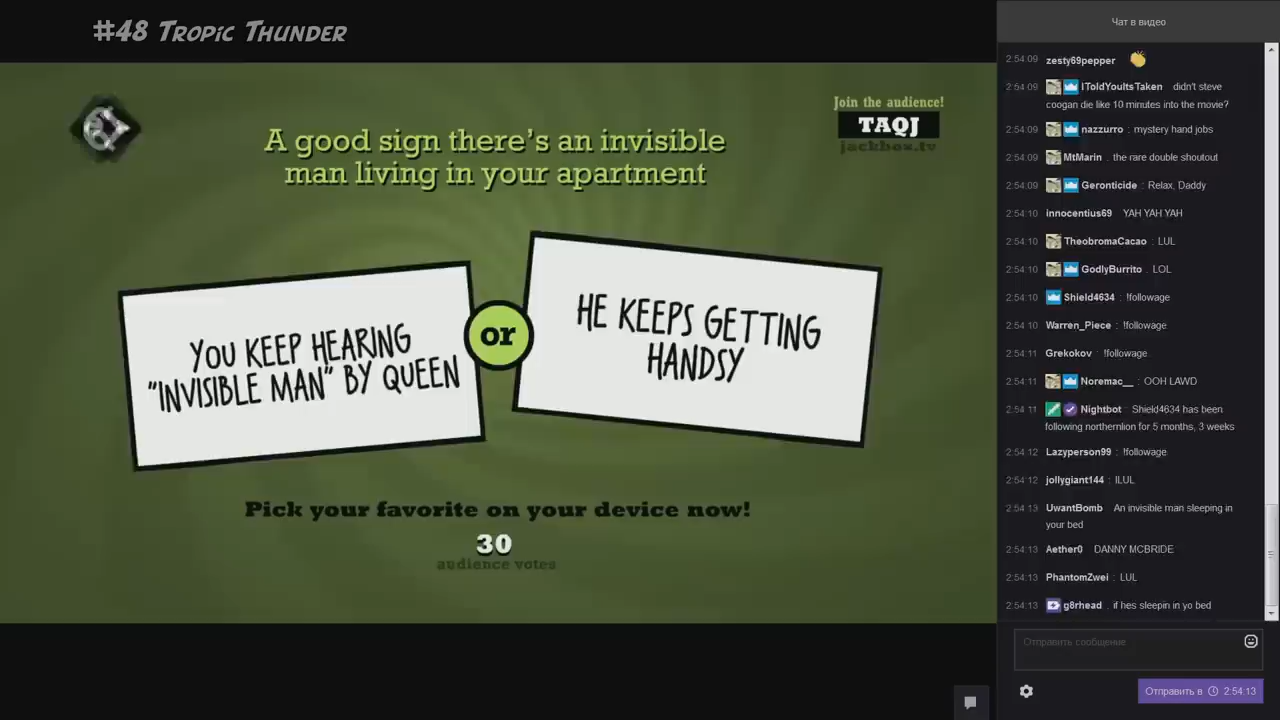 #48 Tropic Thunder
A good sign there's an invisible
man living in your apartment
Join the audience!
TAQJ
jackbox.tv
YOU KEEP HEARING
"INVISIBLE MAN" BY QUEEN
or
HE KEEPS GETTING
HANDSY
Pick your favorite on your device now!
30
audience votes
Чат в видео
2:54:09 zesty69pepper
2:54:09 IToldYouItsTaken didn't steve
coogan die like 10 minutes into the movie?
2:54:09 nazzurro : mystery hand jobs
2:54:09 MtMarin . the rare double shoutout
2:54:09 Geronticide : Relax, Daddy
2:54:10 innocentius69 YAH YAH YAH
2:54:10 TheobromaCacao : LUL
2:54:10 GodlyBurrito . LOL
2:54:10 Shield4634 : !followage
2:54:10 Warren_Piece : !followage
2:54:11 Grekokov !followage
2:54:11 Noremac__ : OOH LAWD
2:54:11 Nightbot Shield4634 has been
following northernlion for 5 months, 3 weeks
2:54:12 Lazyperson99 : !followage
2:54:12 jollygiant144 : lLUL
2:54:13 UwantBomb An invisible man sleeping in
your bed
2:54:13 Aether0 DANNY MCBRIDE
2:54:13 PhantomZwei : LUL
2:54:13 g8rhead . if hes sleepin in yo bed
Отправить сообщение
Отправить в 2:54:13